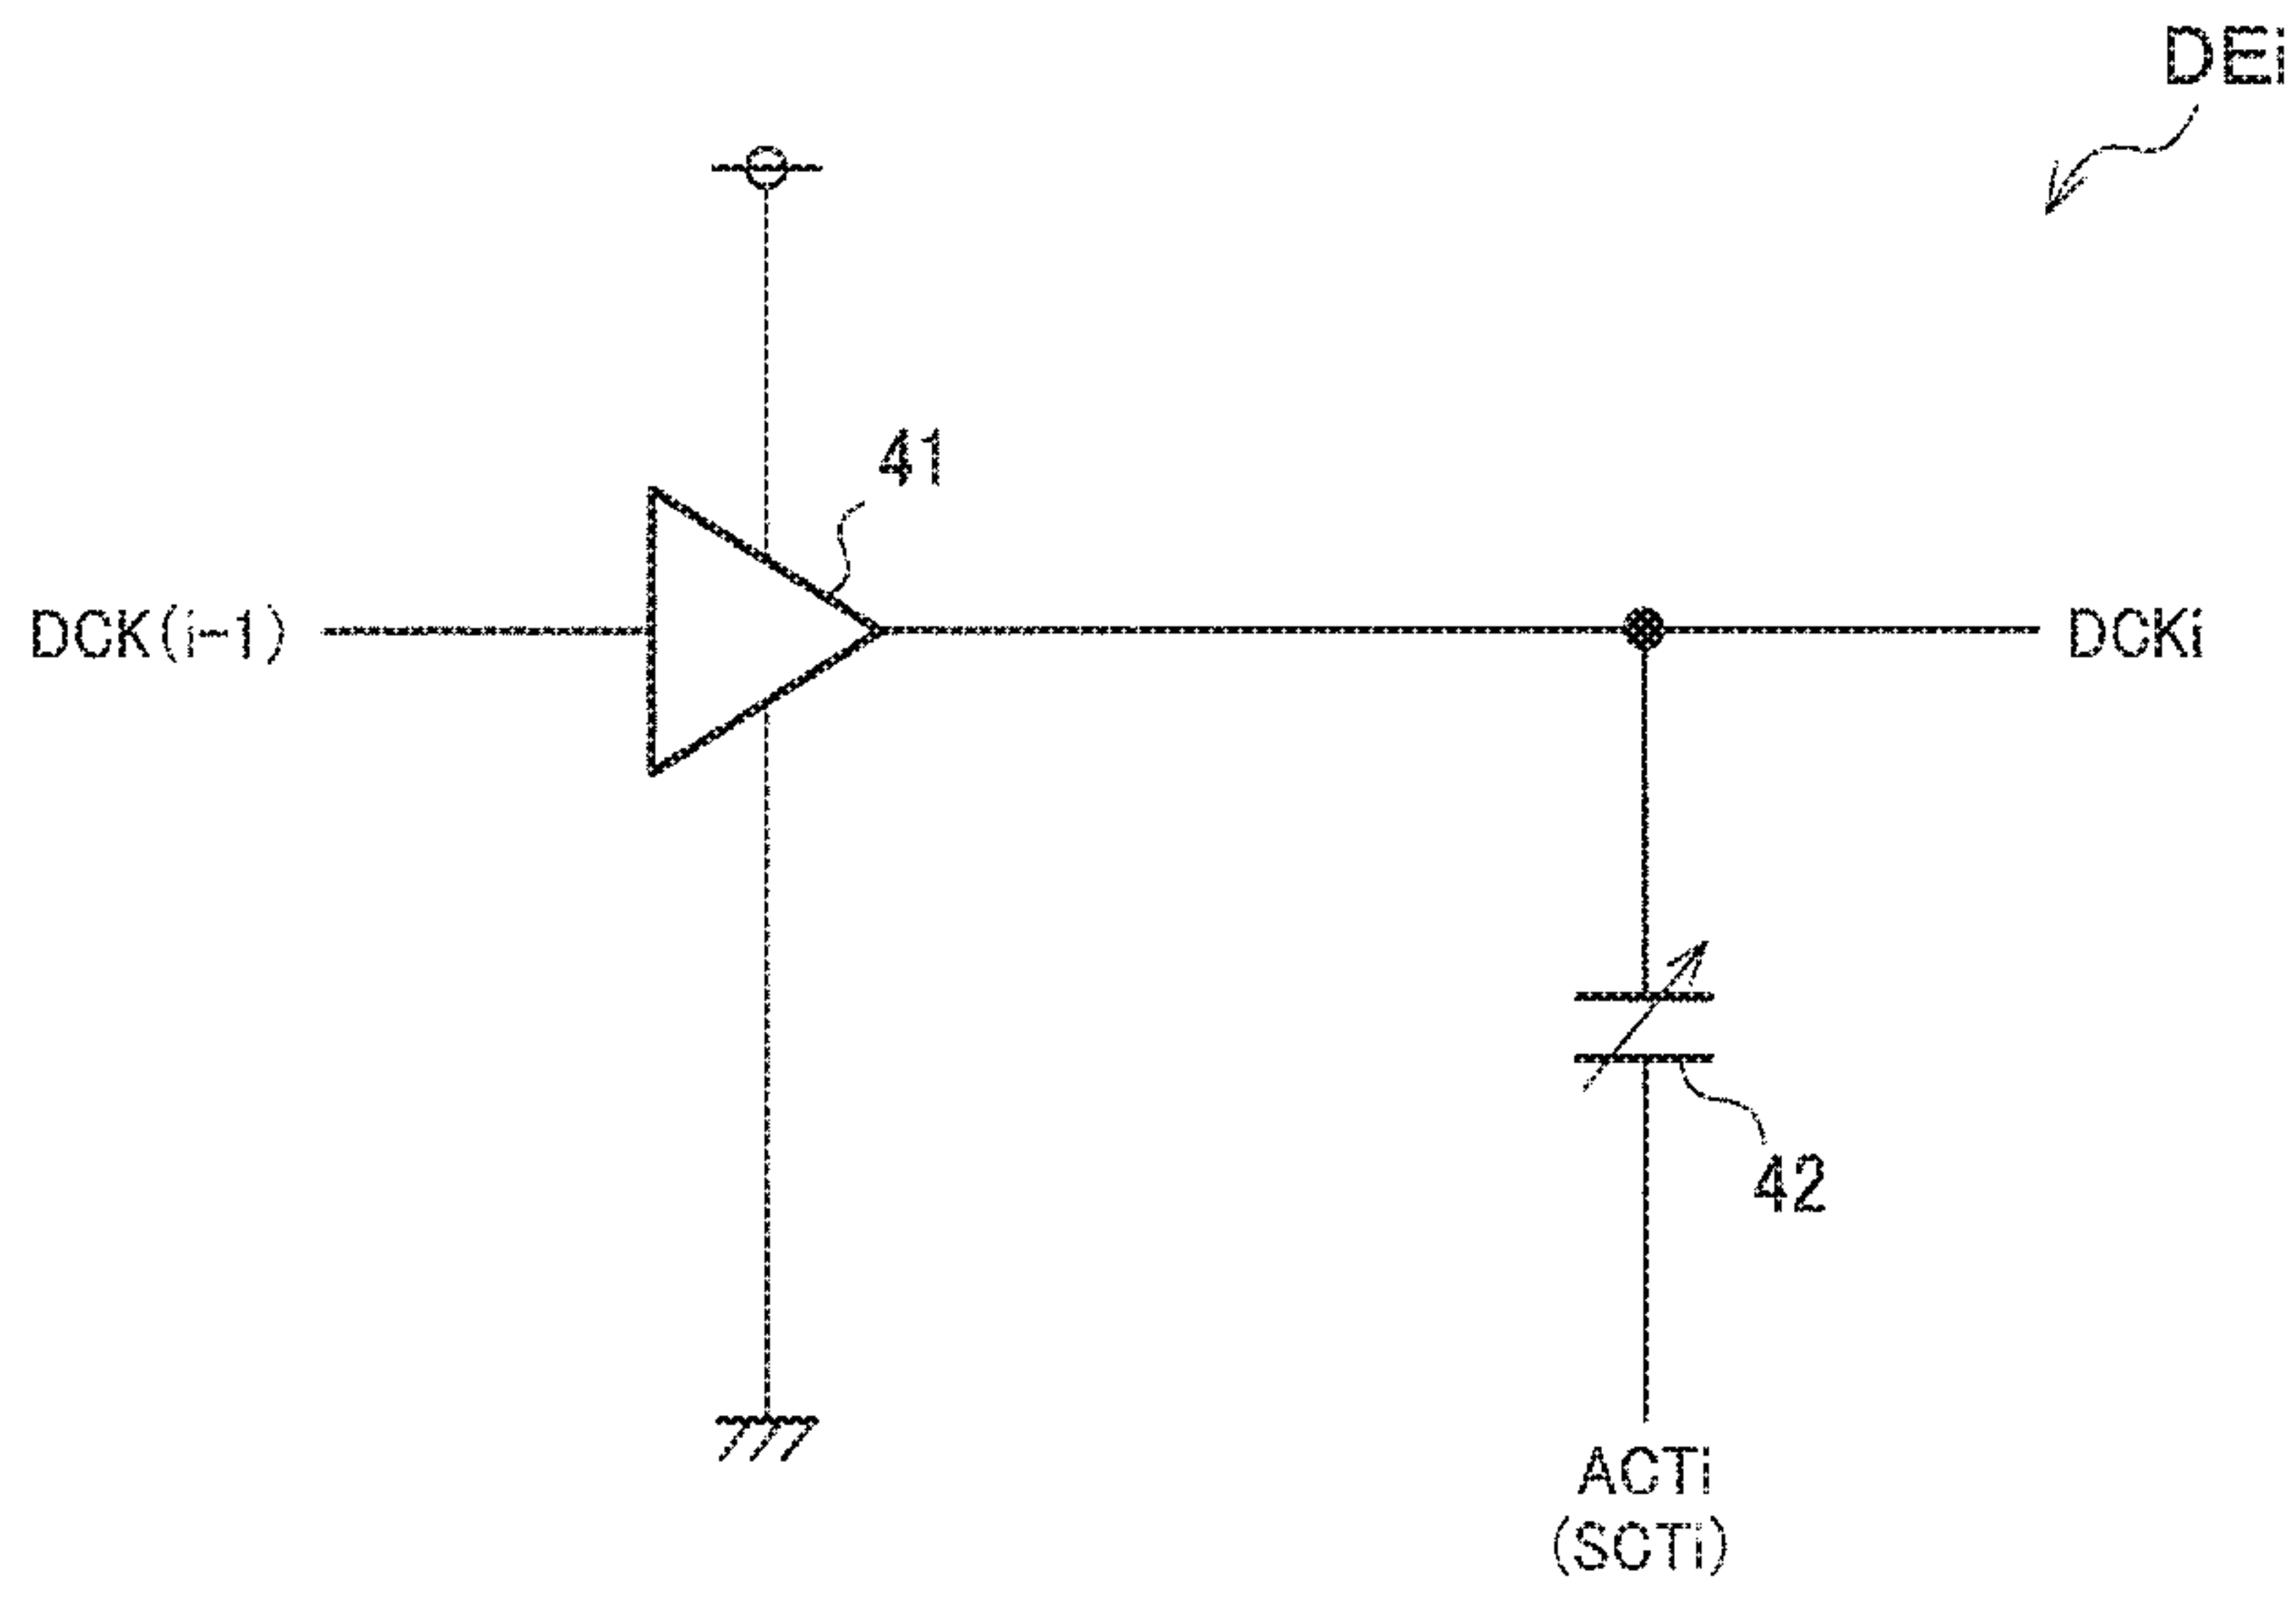 DEi
41
DCK(i-1)
DCKi
42
ACTi
(SCTi)